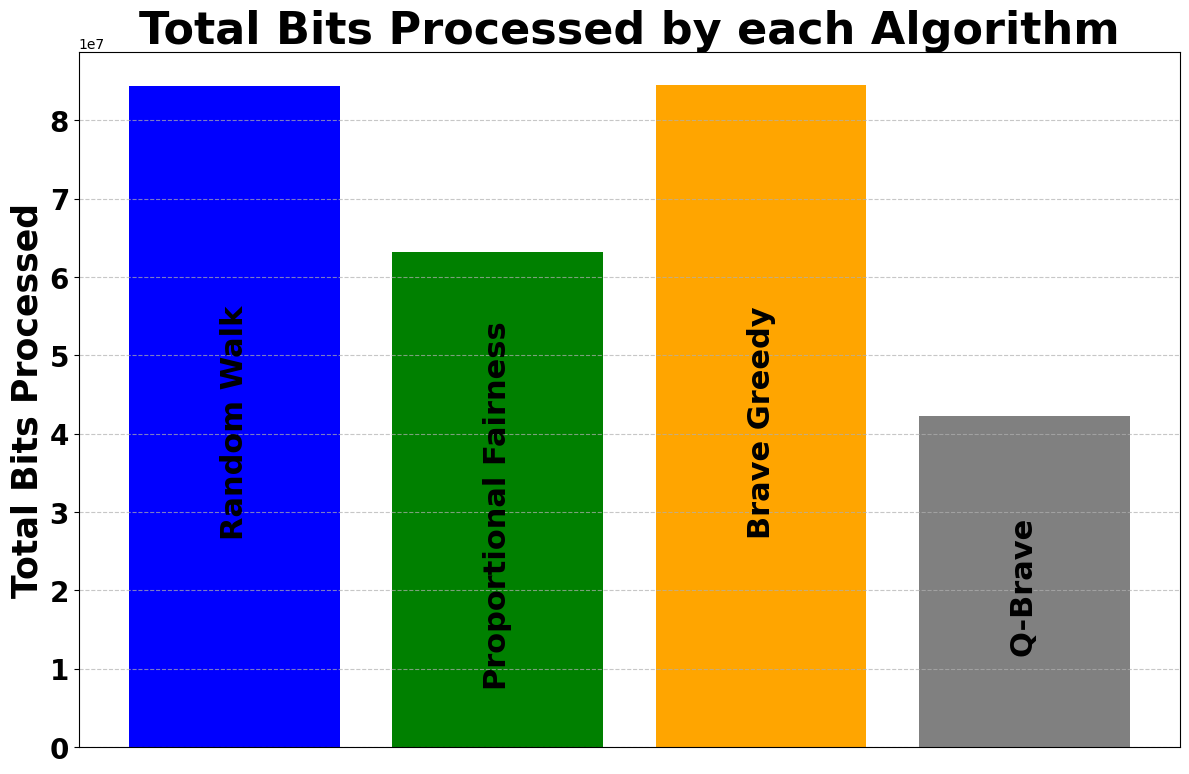 Total Bits Processed by each Algorithm
1e7
8
7
6
5
4
3
2
1
0
Total Bits Processed
Random Walk
Proportional Fairness
Brave Greedy
Q-Brave